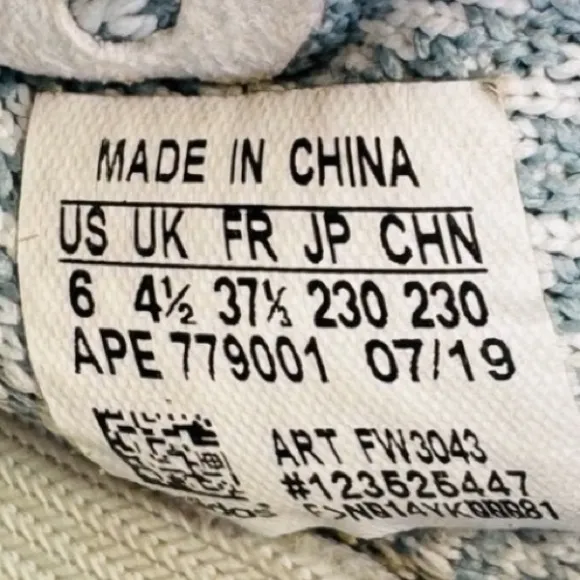 MADE IN CHINA
US UK FR JP CHN
6 4½ 37⅓ 230 230
APE 779001 07/19
ART FW3043
#123525447